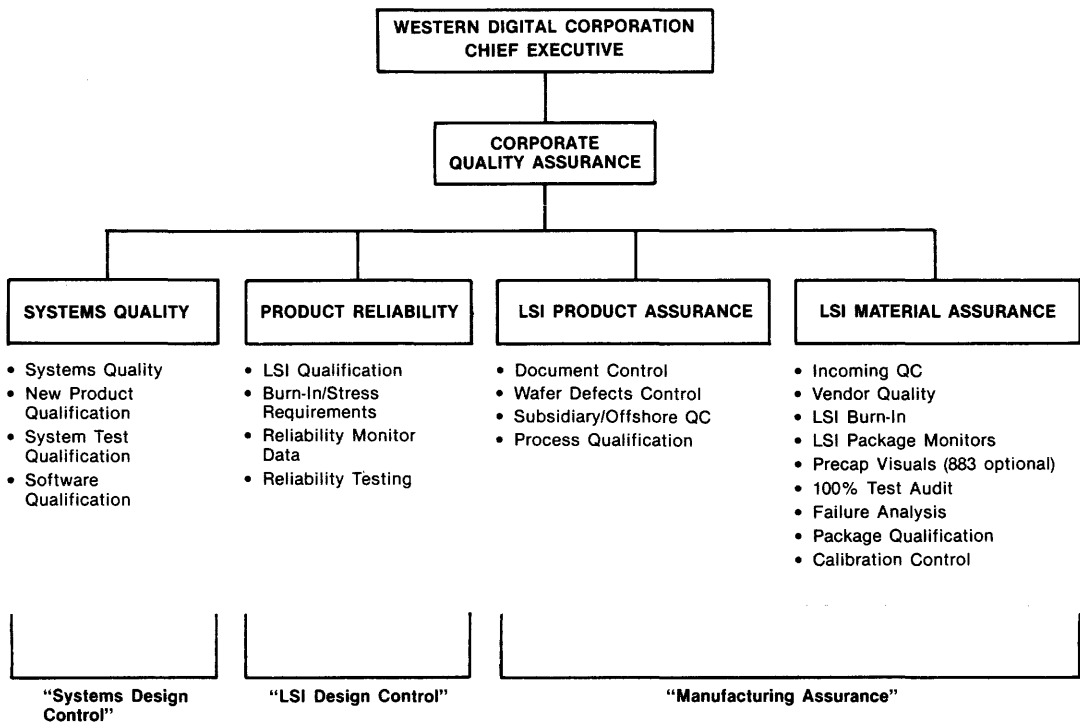 WESTERN DIGITAL CORPORATION
CHIEF EXECUTIVE
CORPORATE
QUALITY ASSURANCE
SYSTEMS QUALITY
• Systems Quality
• New Product
Qualification
• System Test
Qualification
• Software
Qualification
PRODUCT RELIABILITY
• LSI Qualification
• Burn-In/Stress
Requirements
• Reliability Monitor
Data
• Reliability Testing
LSI PRODUCT ASSURANCE
• Document Control
• Wafer Defects Control
• Subsidiary/Offshore QC
• Process Qualification
LSI MATERIAL ASSURANCE
• Incoming QC
• Vendor Quality
• LSI Burn-In
• LSI Package Monitors
• Precap Visuals (883 optional)
• 100% Test Audit
• Failure Analysis
• Package Qualification
• Calibration Control
“Systems Design
Control”
“LSI Design Control”
“Manufacturing Assurance”